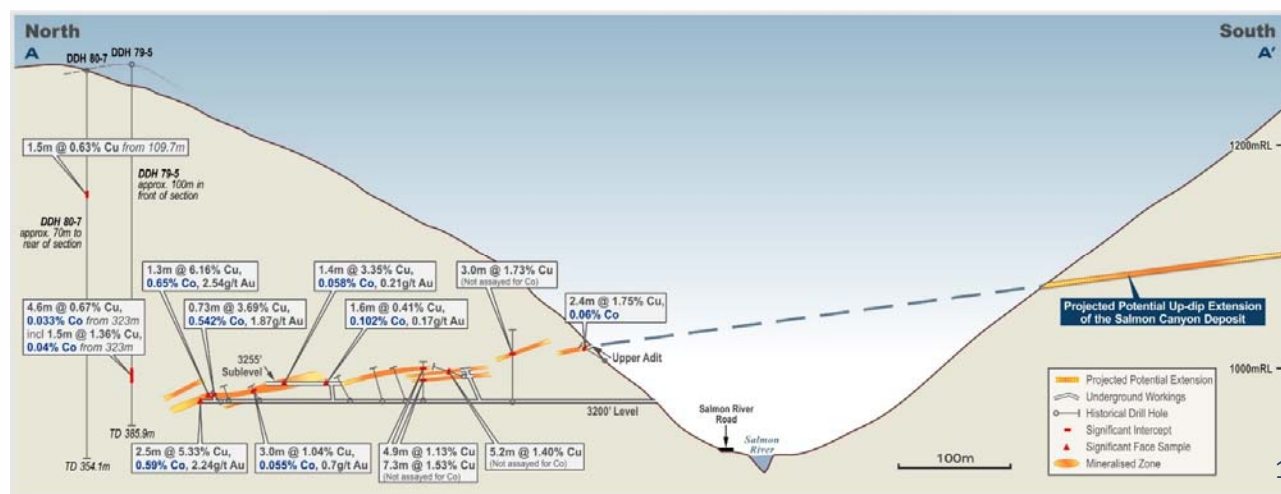 North
A
South
A'
DDH 80-7
DDH 79-5
1.5m @ 0.63% Cu from 109.7m
DDH 79-5
approx. 100m in
front of section
DDH 80-7
approx. 70m to
rear of section
1200mRL
1.3m @ 6.16% Cu,
0.65% Co, 2.54g/t Au
1.4m @ 3.35% Cu,
0.058% Co, 0.21g/t Au
3.0m @ 1.73% Cu
(Not assayed for Co)
2.4m @ 1.75% Cu,
0.06% Co
4.6m @ 0.67% Cu,
0.033% Co from 323m
incl 1.5m @ 1.36% Cu,
0.04% Co from 323m
0.73m @ 3.69% Cu,
0.542% Co, 1.87g/t Au
1.6m @ 0.41% Cu,
0.102% Co, 0.17g/t Au
Projected Potential Up-dip Extension
of the Salmon Canyon Deposit
3255'
Sublevel
Upper Adit
1000mRL
3200' Level
TD 385.9m
TD 354.1m
2.5m @ 5.33% Cu,
0.59% Co, 2.24g/t Au
3.0m @ 1.04% Cu,
0.055% Co, 0.7g/t Au
4.9m @ 1.13% Cu
7.3m @ 1.53% Cu
(Not assayed for Co)
5.2m @ 1.40% Cu
(Not assayed for Co)
Salmon River
Road
Salmon
River
100m
Projected Potential Extension
Underground Workings
Historical Drill Hole
Significant Intercept
Significant Face Sample
Mineralised Zone